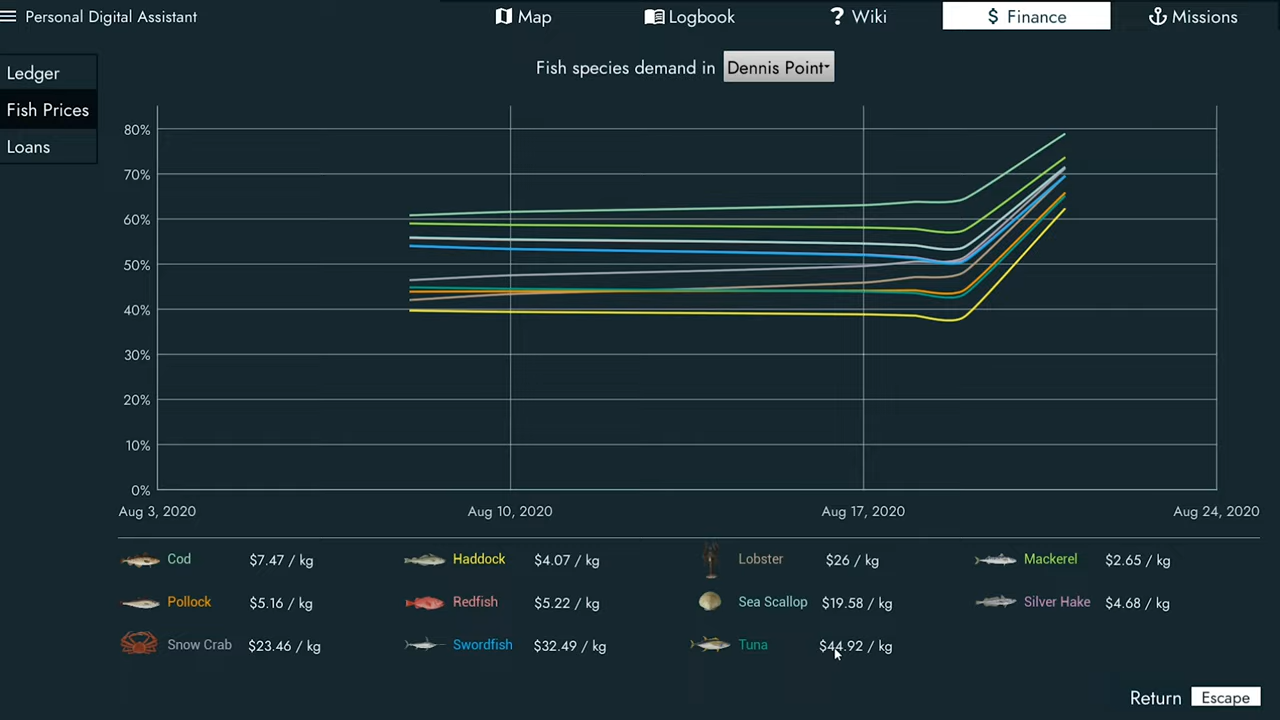 Personal Digital Assistant
Map
Logbook
? Wiki
$ Finance
Missions
Ledger
Fish Prices
Loans
Fish species demand in Dennis Point
80%
70%
60%
50%
40%
30%
20%
10%
0%
Aug 3, 2020 Aug 10, 2020 Aug 17, 2020 Aug 24, 2020
Cod $7.47 / kg Haddock $4.07 / kg Lobster $26 / kg Mackerel $2.65 / kg
Pollock $5.16 / kg Redfish $5.22 / kg Sea Scallop $19.58 / kg Silver Hake $4.68 / kg
Snow Crab $23.46 / kg Swordfish $32.49 / kg Tuna $44.92 / kg
Return Escape